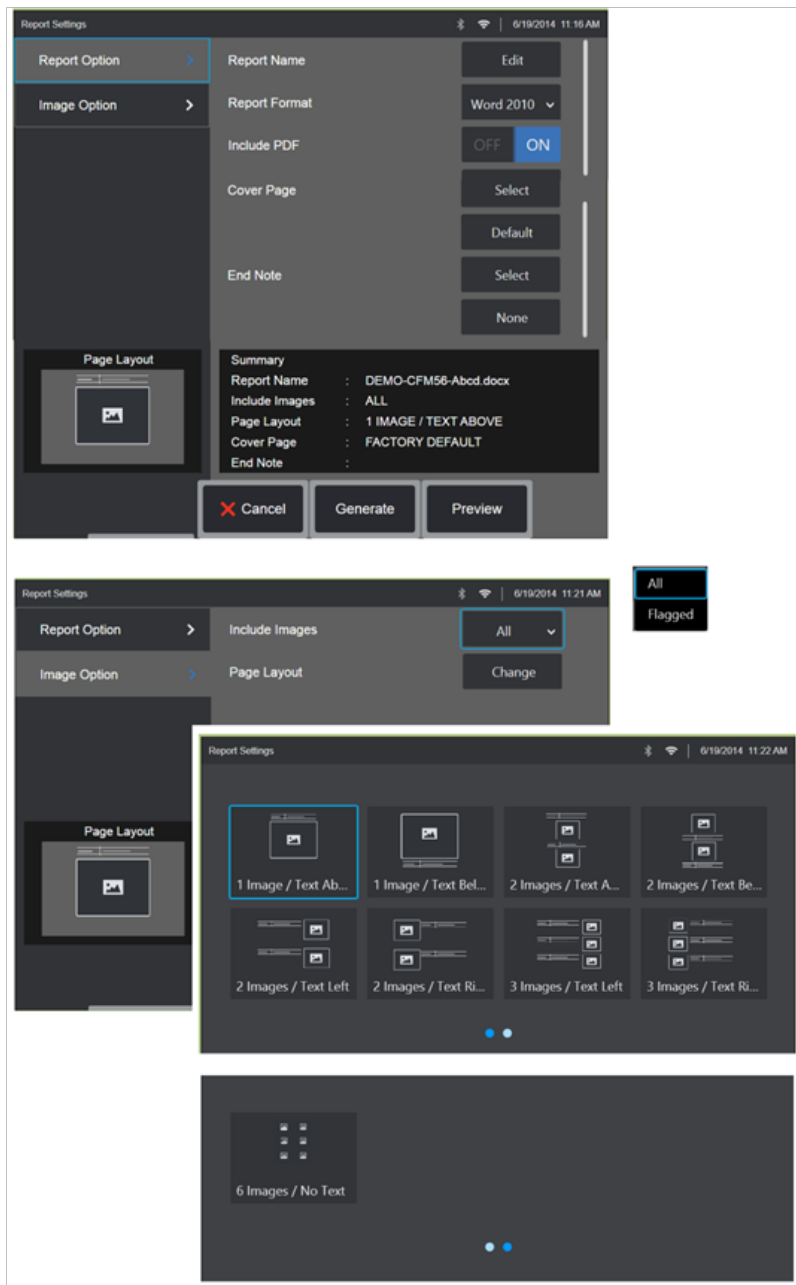 Report Settings 6/19/2014 11:16 AM
Report Option Report Name Edit
Image Option Report Format Word 2010
Include PDF OFF ON
Cover Page Select
Default
End Note Select
None
Page Layout
Summary
Report Name : DEMO-CFM56-Abcd.docx
Include Images : ALL
Page Layout : 1 IMAGE / TEXT ABOVE
Cover Page : FACTORY DEFAULT
End Note :
Cancel Generate Preview
Report Settings 6/19/2014 11:21 AM
Report Option Include Images All
Image Option Page Layout Change
All
Flagged
Page Layout
Report Settings 6/19/2014 11:22 AM
1 Image / Text Ab... 1 Image / Text Bel... 2 Images / Text A... 2 Images / Text Be...
2 Images / Text Left 2 Images / Text Ri... 3 Images / Text Left 3 Images / Text Ri...
6 Images / No Text